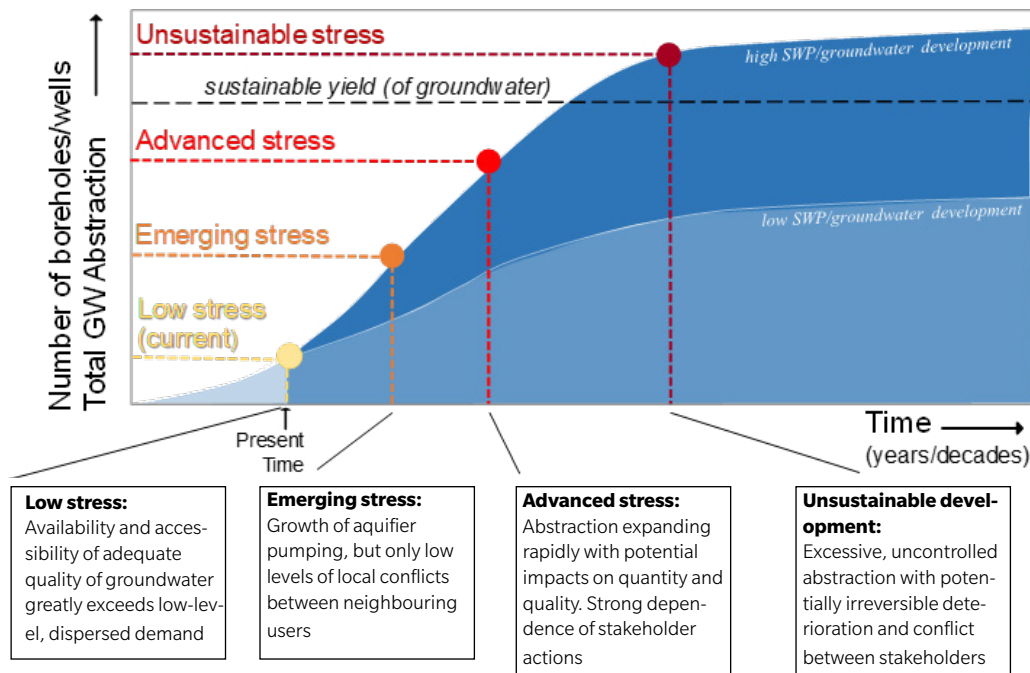 Number of boreholes/wells
Total GW Abstraction
Unsustainable stress
high SWP/groundwater development
sustainable yield (of groundwater)
Advanced stress
low SWP/groundwater development
Emerging stress
Low stress
(current)
Present
Time
Time
(years/decades)
Low stress:
Availability and acces-
sibility of adequate
quality of groundwater
greatly exceeds low-lev-
el, dispersed demand
Emerging stress:
Growth of aquifier
pumping, but only low
levels of local conflicts
between neighbouring
users
Advanced stress:
Abstraction expanding
rapidly with potential
impacts on quantity and
quality. Strong depen-
dence of stakeholder
actions
Unsustainable devel-
opment:
Excessive, uncontrolled
abstraction with poten-
tially irreversible dete-
rioration and conflict
between stakeholders